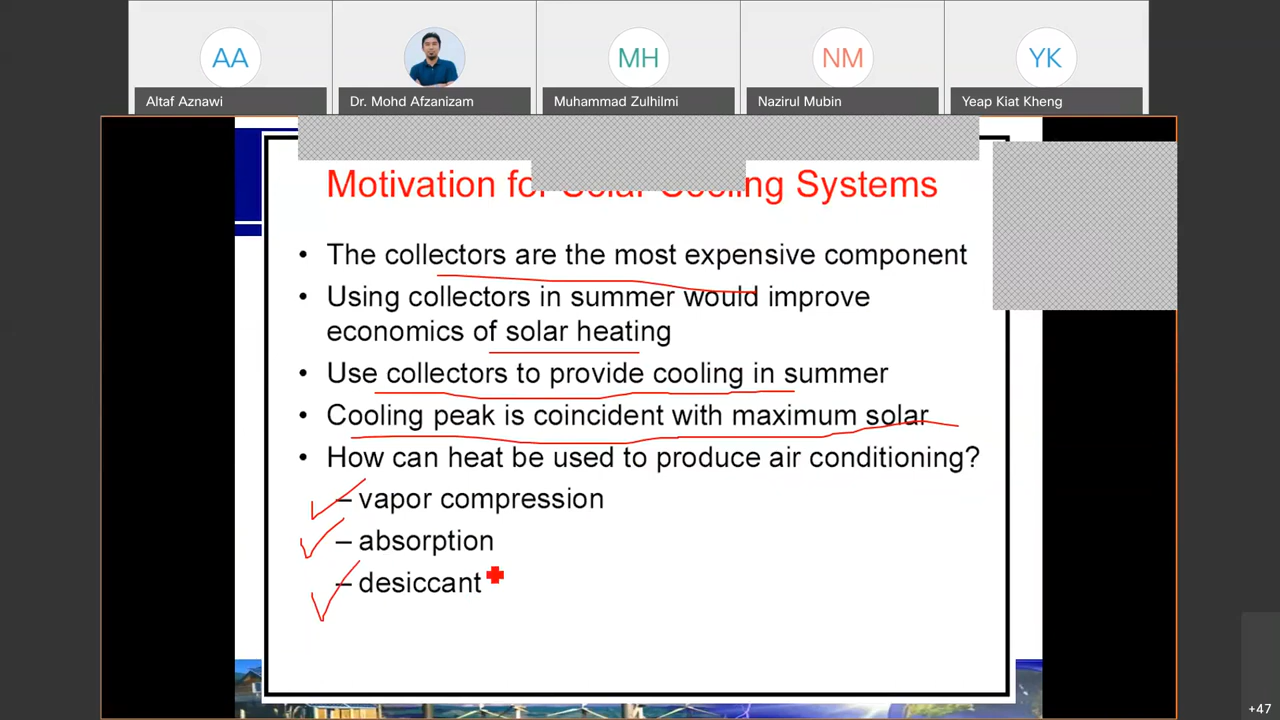 AA
MH
NM
YK
Altaf Aznawi
Dr. Mohd Afzanizam
Muhammad Zulhilmi
Nazirul Mubin
Yeap Kiat Kheng
Motivation for Solar Cooling Systems
• The collectors are the most expensive component
• Using collectors in summer would improve
economics of solar heating
• Use collectors to provide cooling in summer
• Cooling peak is coincident with maximum solar
• How can heat be used to produce air conditioning?
– vapor compression
– absorption
– desiccant
+47